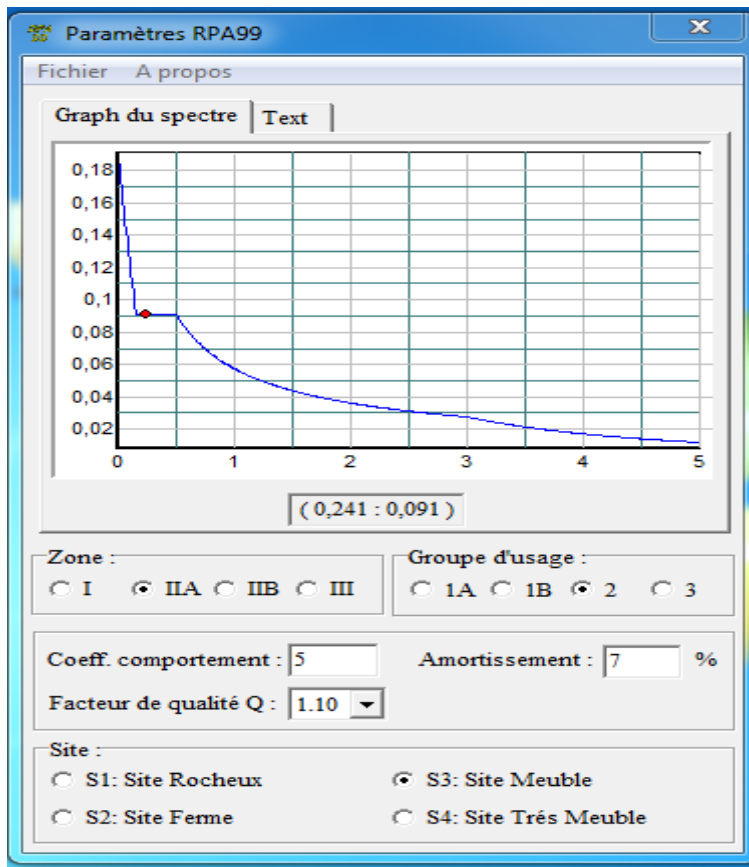 Paramètres RPA99
Fichier A propos
Graph du spectre Text
0,18
0,16
0,14
0,12
0,1
0,08
0,06
0,04
0,02
0 1 2 3 4 5
( 0,241 : 0,091 )
Zone :
I IIA IIB III
Groupe d'usage :
1A 1B 2 3
Coeff. comportement : 5 Amortissement : 7 %
Facteur de qualité Q : 1.10
Site :
S1: Site Rocheux S3: Site Meuble
S2: Site Ferme S4: Site Trés Meuble